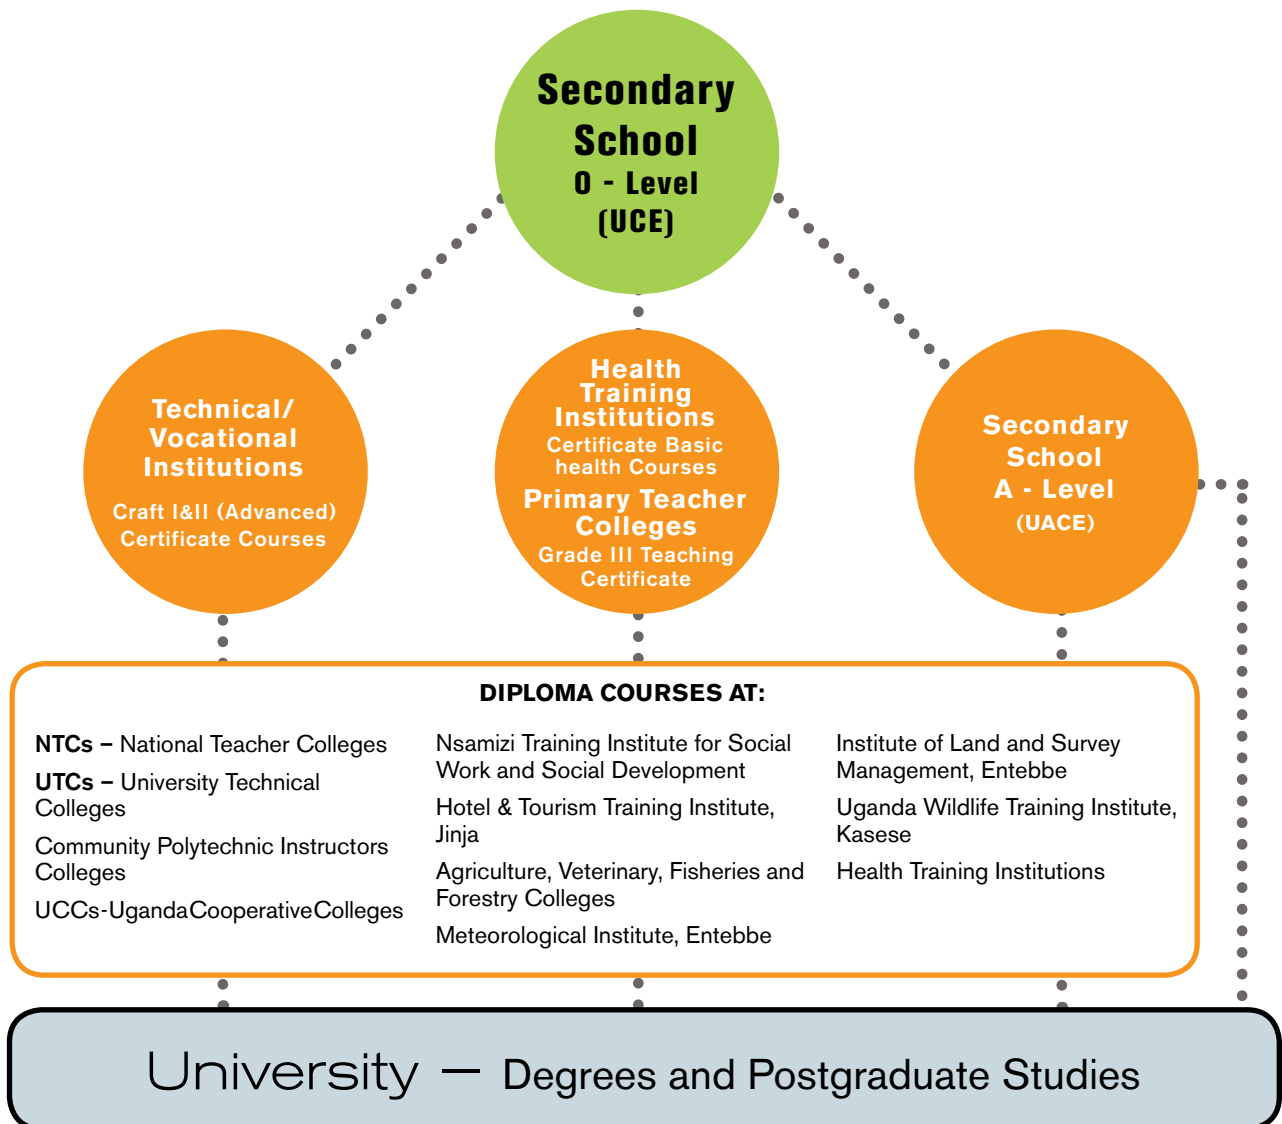 Secondary
School
O - Level
(UCE)
Technical/
Vocational
Institutions
Craft I&II (Advanced)
Certificate Courses
Health
Training
Institutions
Certificate Basic
health Courses
Primary Teacher
Colleges
Grade III Teaching
Certificate
Secondary
School
A - Level
(UACE)
DIPLOMA COURSES AT:
NTCs – National Teacher Colleges
UTCs – University Technical
Colleges
Community Polytechnic Instructors
Colleges
UCCs-UgandaCooperativeColleges
Nsamizi Training Institute for Social
Work and Social Development
Hotel & Tourism Training Institute,
Jinja
Agriculture, Veterinary, Fisheries and
Forestry Colleges
Meteorological Institute, Entebbe
Institute of Land and Survey
Management, Entebbe
Uganda Wildlife Training Institute,
Kasese
Health Training Institutions
University — Degrees and Postgraduate Studies